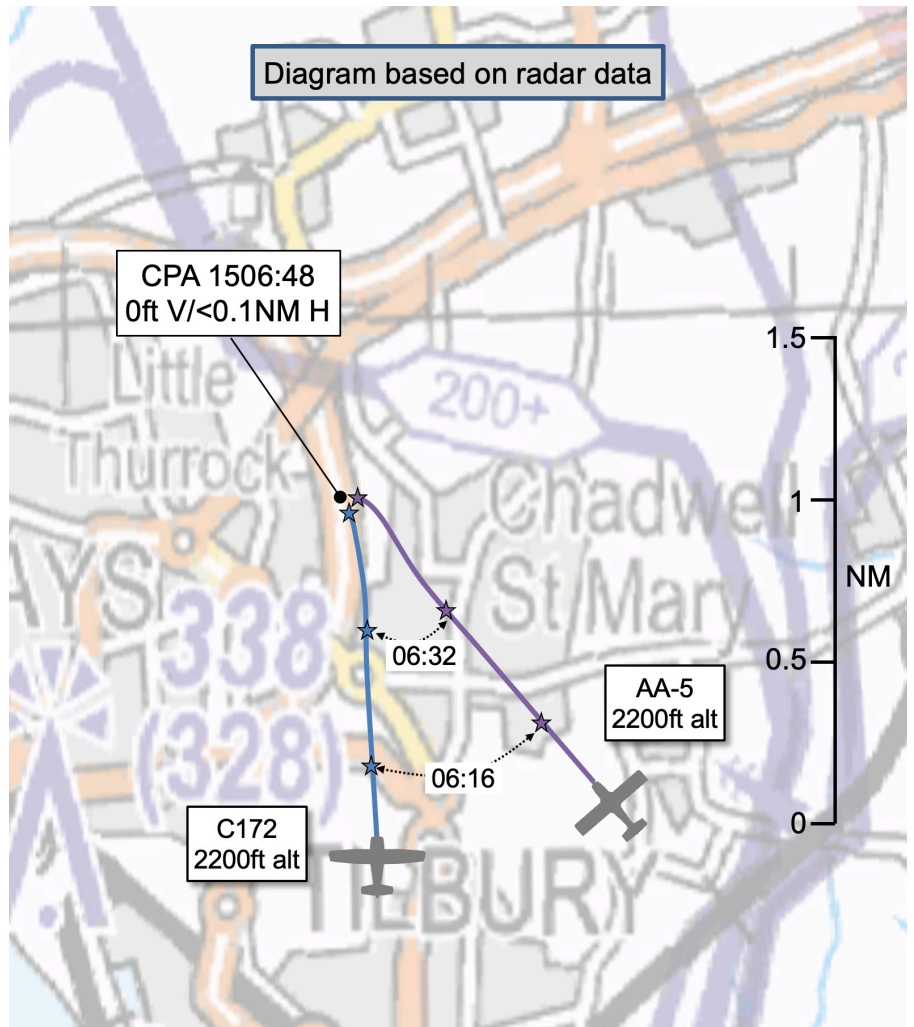 Diagram based on radar data
CPA 1506:48
0ft V/<0.1NM H
1.5
Little
200+
Thurrock
Chadwell
1
St Mary
NM
AYS
338
06:32
0.5
AA-5
2200ft alt
(328)
06:16
0
C172
2200ft alt
TILBURY